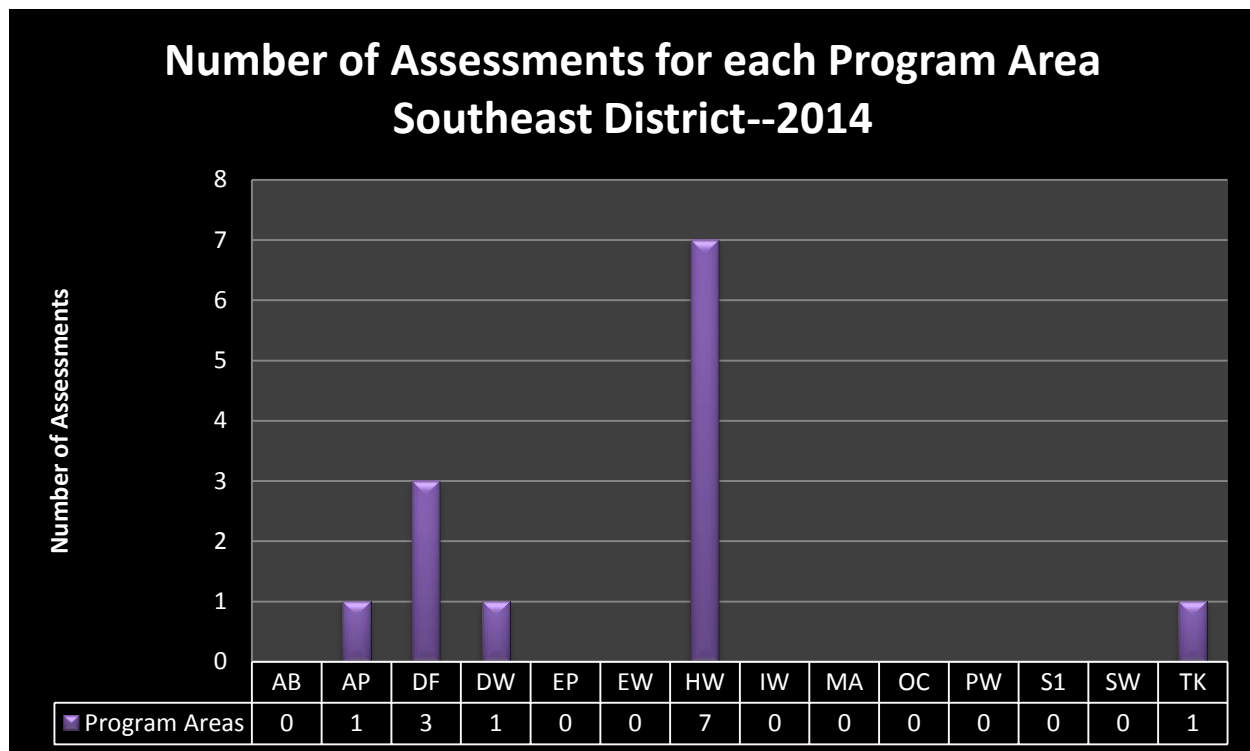 Number of Assessments for each Program Area
Southeast District--2014
Number of Assessments
8
7
6
5
4
3
2
1
0
AB AP DF DW EP EW HW IW MA OC PW S1 SW TK
Program Areas 0 1 3 1 0 0 7 0 0 0 0 0 0 1